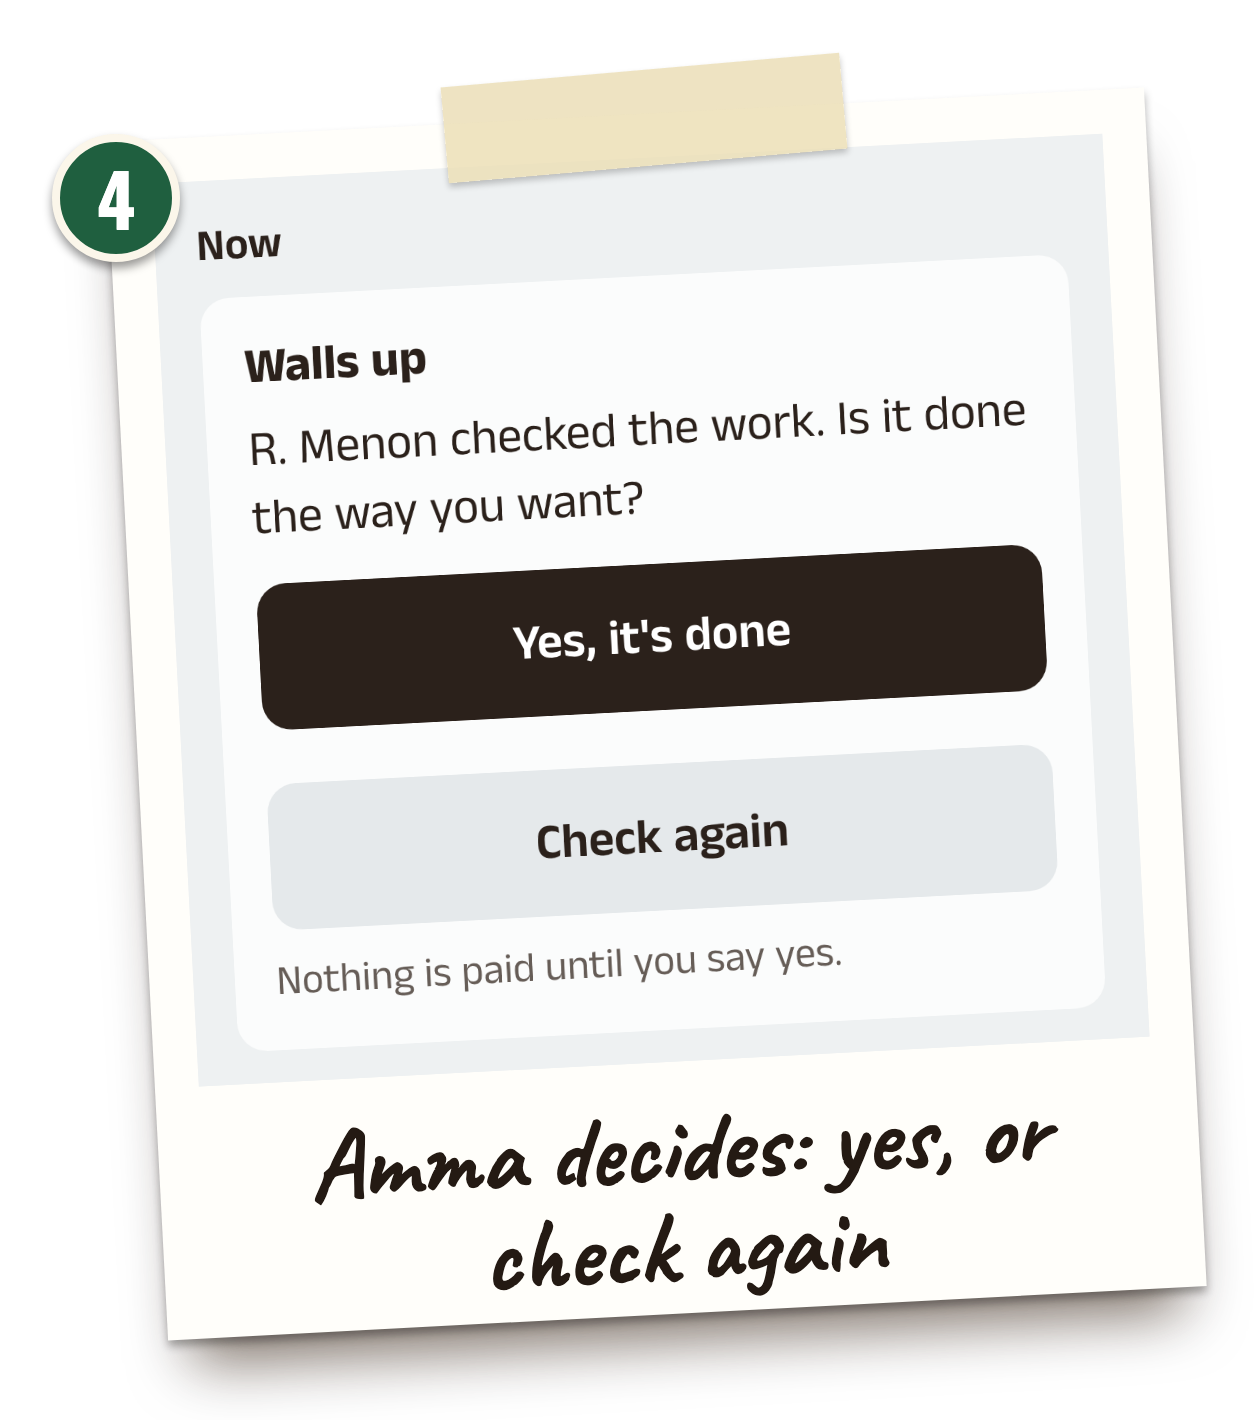 4
Now
Walls up
R. Menon checked the work. Is it done
the way you want?
Yes, it's done
Check again
Nothing is paid until you say yes.
Amma decides: yes, or
check again